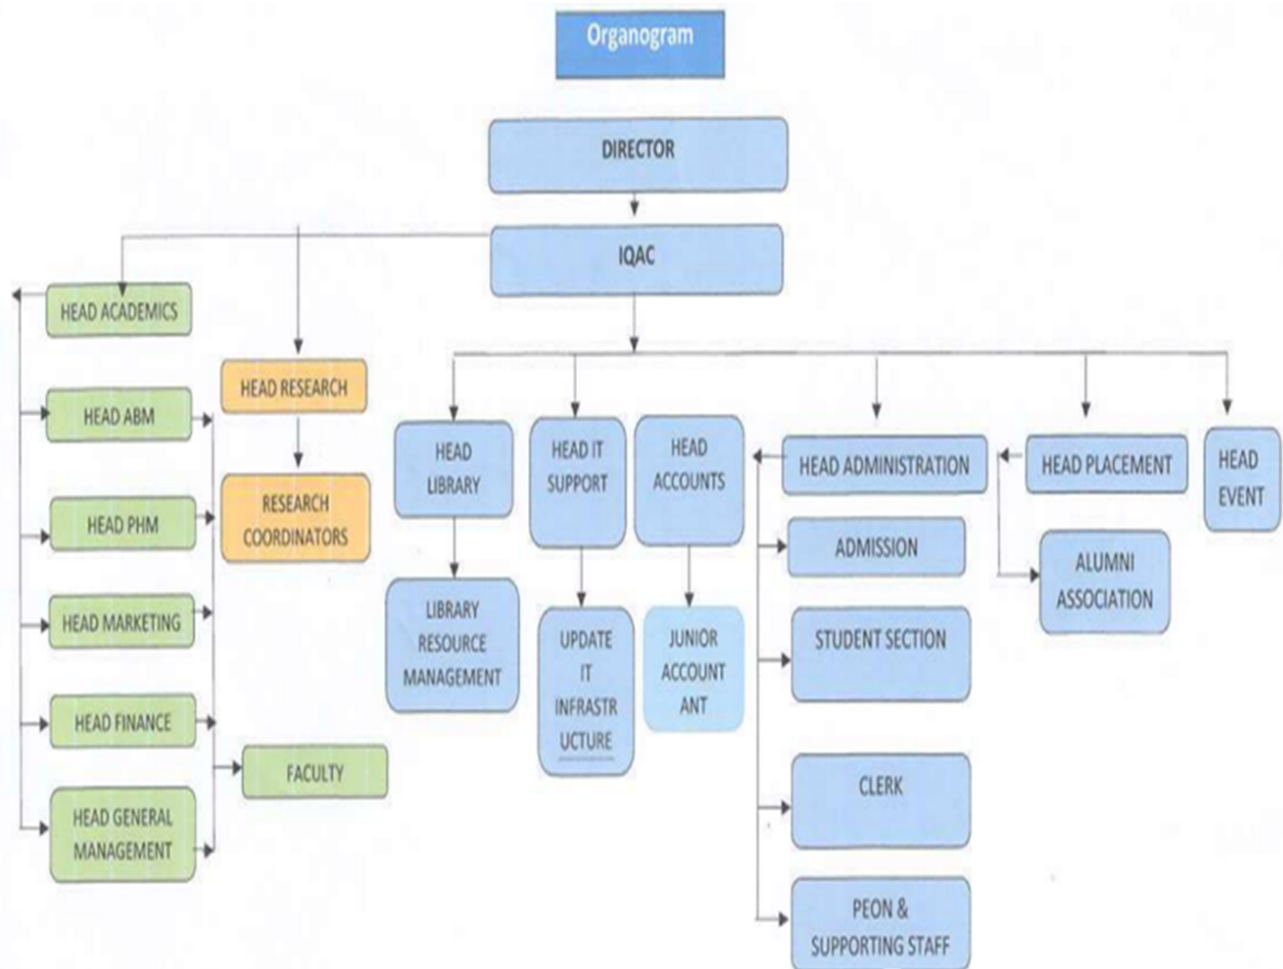 Organogram
DIRECTOR
IQAC
HEAD ACADEMICS
HEAD ABM
HEAD PHM
HEAD MARKETING
HEAD FINANCE
HEAD GENERAL
MANAGEMENT
FACULTY
HEAD RESEARCH
RESEARCH
COORDINATORS
HEAD
LIBRARY
LIBRARY
RESOURCE
MANAGEMENT
HEAD IT
SUPPORT
UPDATE
IT
INFRASTR
UCTURE
HEAD
ACCOUNTS
JUNIOR
ACCOUNT
ANT
HEAD ADMINISTRATION
ADMISSION
STUDENT SECTION
CLERK
PEON &
SUPPORTING STAFF
HEAD PLACEMENT
ALUMNI
ASSOCIATION
HEAD
EVENT